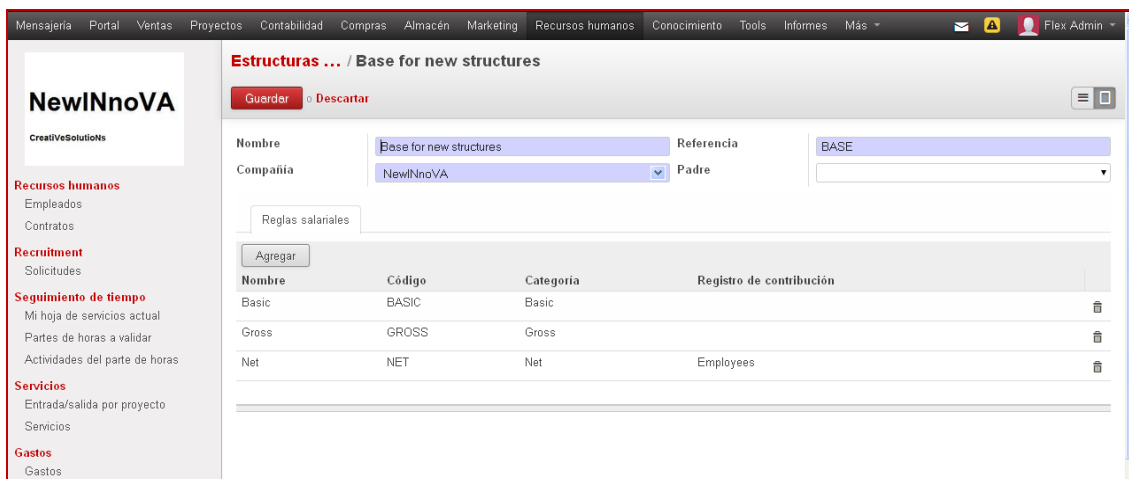 Mensajería Portal Ventas Proyectos Contabilidad Compras Almacén Marketing Recursos humanos Conocimiento Tools Informes Más Flex Admin
NewINnoVA
CreatiVeSolutioNs
Recursos humanos
Empleados
Contratos
Recruitment
Solicitudes
Seguimiento de tiempo
Mi hoja de servicios actual
Partes de horas a validar
Actividades del parte de horas
Servicios
Entrada/salida por proyecto
Servicios
Gastos
Gastos
Estructuras ... / Base for new structures
Guardar o Descartar
Nombre Base for new structures Referencia BASE
Compañía NewINnoVA Padre
Reglas salariales
Agregar
Nombre Código Categoría Registro de contribución
Basic BASIC Basic
Gross GROSS Gross
Net NET Net Employees